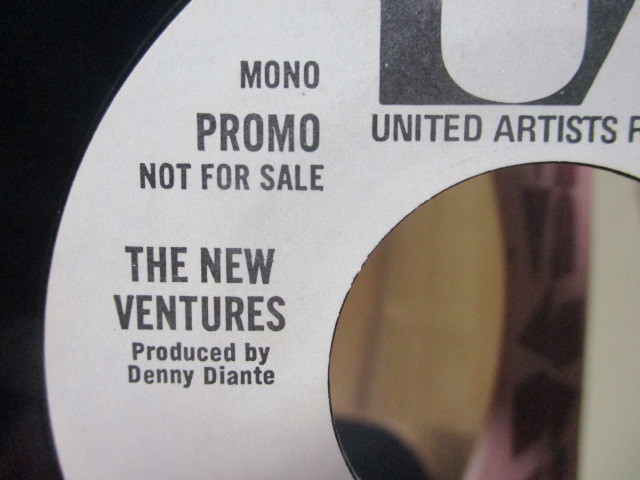 MONO
PROMO
NOT FOR SALE
UNITED ARTISTS
THE NEW
VENTURES
Produced by
Denny Diante